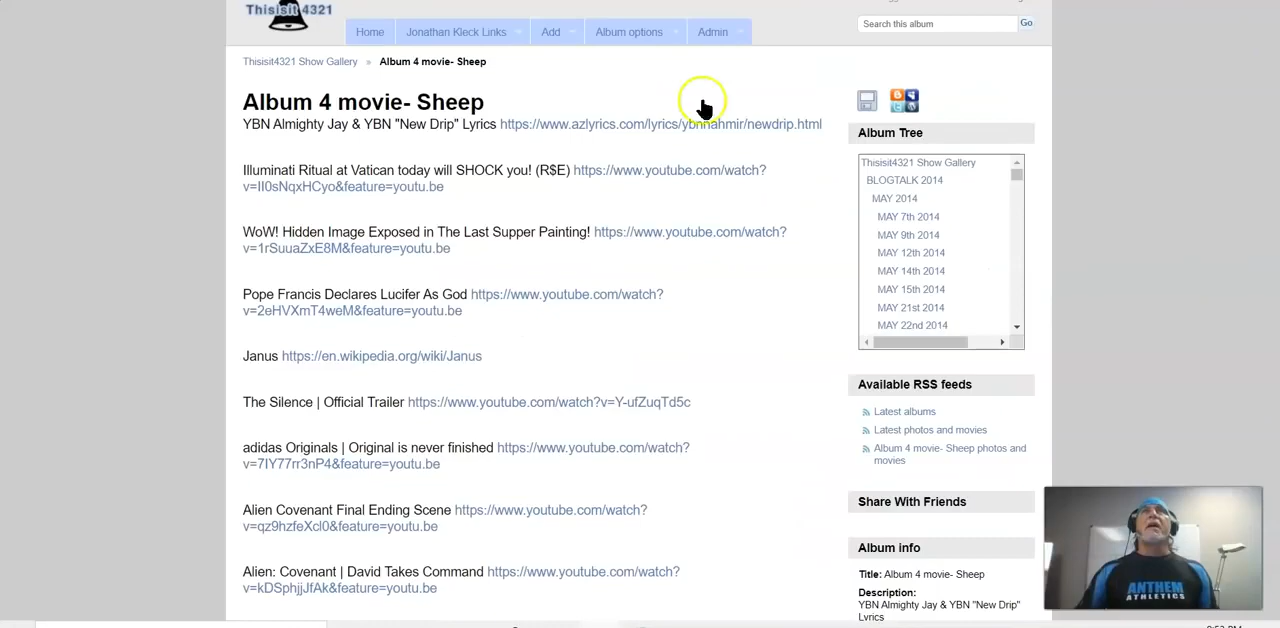 Thisisit4321
Home
Jonathan Kleck Links
Add
Album options
Admin
Search this album
Go
Thisisit4321 Show Gallery » Album 4 movie- Sheep
Album 4 movie- Sheep
YBN Almighty Jay & YBN "New Drip" Lyrics https://www.azlyrics.com/lyrics/ybnnahmir/newdrip.html
Illuminati Ritual at Vatican today will SHOCK you! (R$E) https://www.youtube.com/watch?
v=II0sNqxHCyo&feature=youtu.be
WoW! Hidden Image Exposed in The Last Supper Painting! https://www.youtube.com/watch?
v=1rSuuaZxE8M&feature=youtu.be
Pope Francis Declares Lucifer As God https://www.youtube.com/watch?
v=2eHVXmT4weM&feature=youtu.be
Janus https://en.wikipedia.org/wiki/Janus
The Silence | Official Trailer https://www.youtube.com/watch?v=Y-ufZuqTd5c
adidas Originals | Original is never finished https://www.youtube.com/watch?
v=7IY77rr3nP4&feature=youtu.be
Alien Covenant Final Ending Scene https://www.youtube.com/watch?
v=qz9hzfeXcl0&feature=youtu.be
Alien: Covenant | David Takes Command https://www.youtube.com/watch?
v=kDSphjjJfAk&feature=youtu.be
Album Tree
Thisisit4321 Show Gallery
BLOGTALK 2014
MAY 2014
MAY 7th 2014
MAY 9th 2014
MAY 12th 2014
MAY 14th 2014
MAY 15th 2014
MAY 21st 2014
MAY 22nd 2014
Available RSS feeds
Latest albums
Latest photos and movies
Album 4 movie- Sheep photos and
movies
Share With Friends
Album info
Title: Album 4 movie- Sheep
Description:
YBN Almighty Jay & YBN "New Drip"
Lyrics
ANTHEM
ATHLETICS